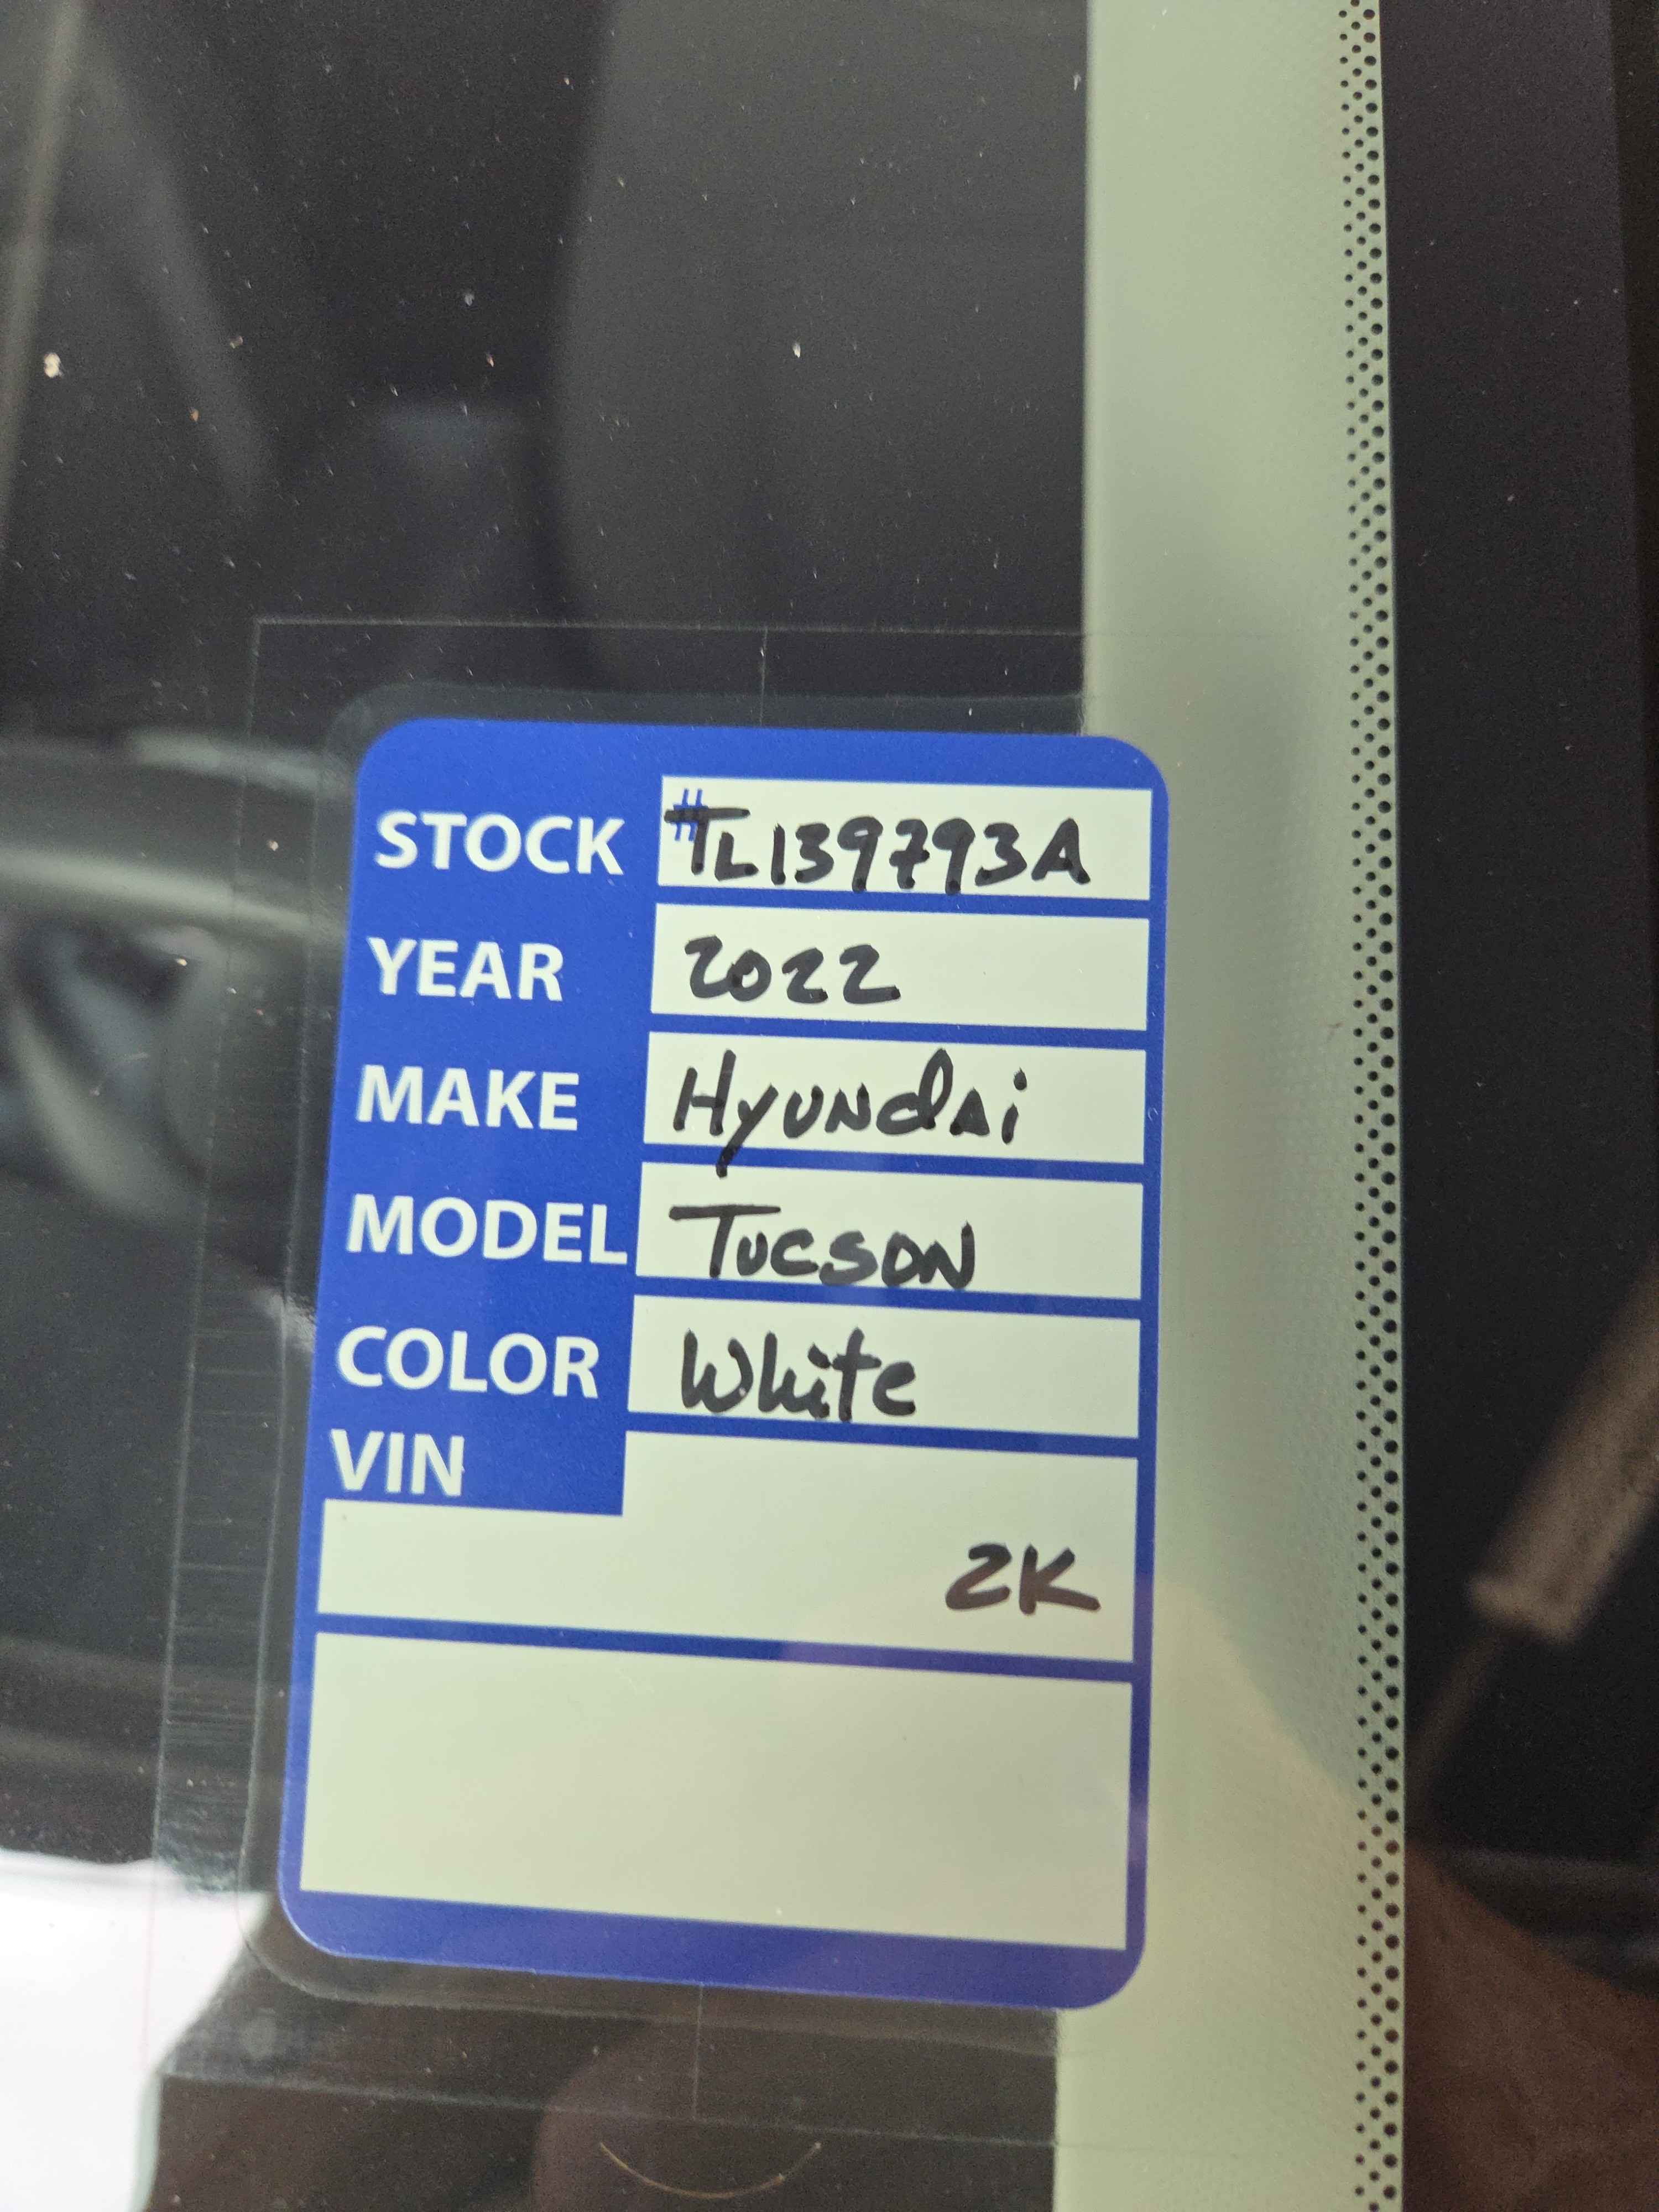 STOCK #TL139793A
YEAR 2022
MAKE Hyundai
MODEL Tucson
COLOR White
VIN
2K